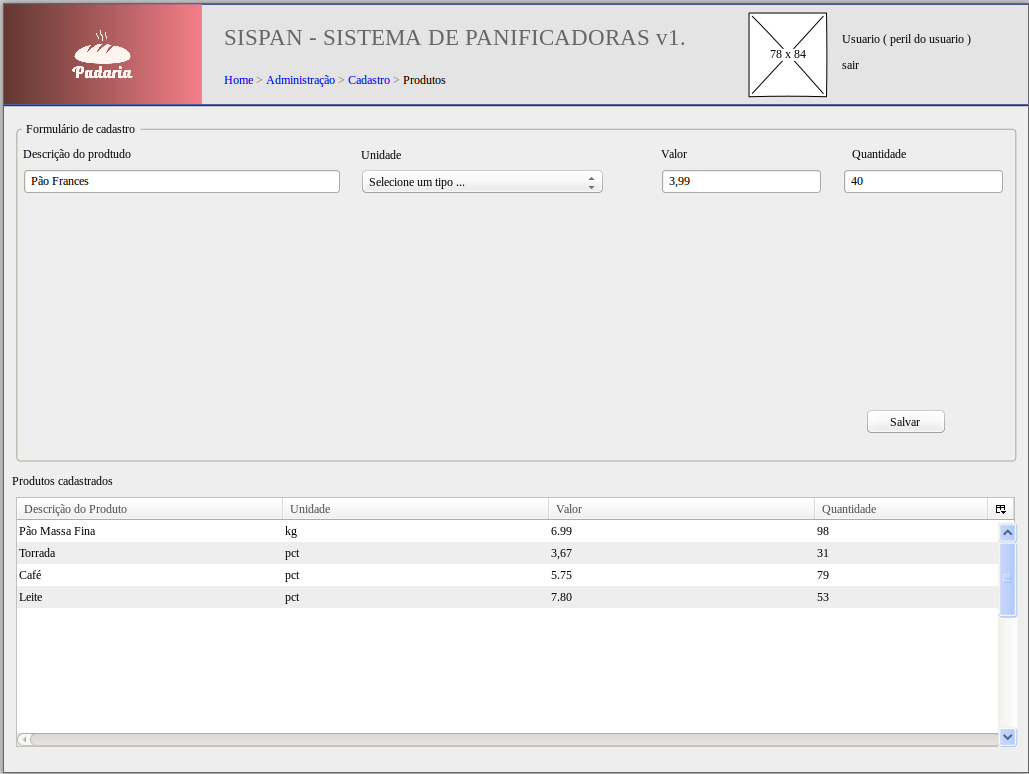 Padaria
SISPAN - SISTEMA DE PANIFICADORAS v1.
Home > Administração > Cadastro > Produtos
78 x 84
Usuario ( peril do usuario )
sair
Formulário de cadastro
Descrição do prodtudo Unidade Valor Quantidade
Pão Frances Selecione um tipo ... 3,99 40
Salvar
Produtos cadastrados
Descrição do Produto Unidade Valor Quantidade
Pão Massa Fina kg 6.99 98
Torrada pct 3,67 31
Café pct 5.75 79
Leite pct 7.80 53